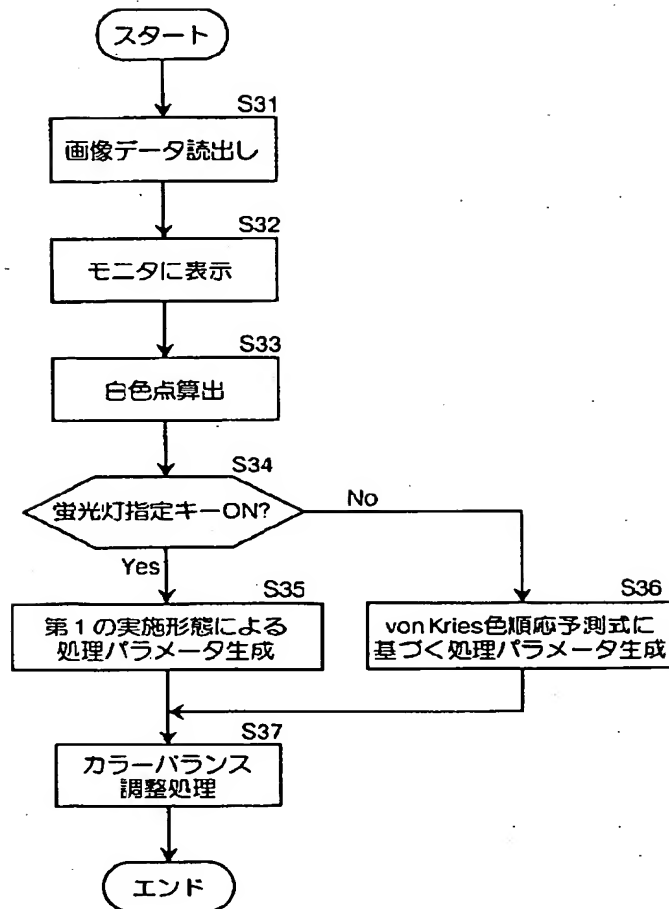 スタート
S31
画像データ読出し
S32
モニタに表示
S33
白色点算出
S34
蛍光灯指定キーON?
No
Yes
S35
第1の実施形態による
処理パラメータ生成
S36
von Kries色順応予測式に
基づく処理パラメータ生成
S37
カラーバランス
調整処理
エンド